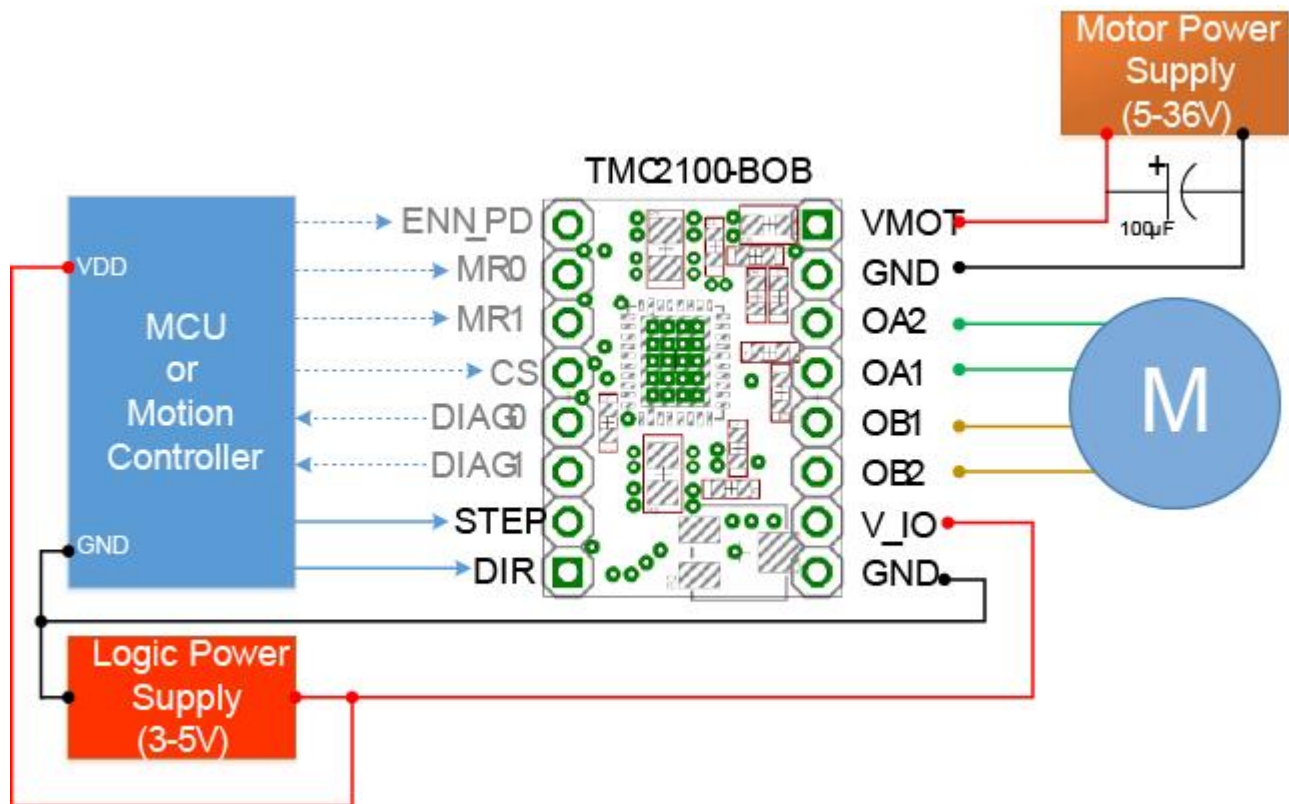 Motor Power
Supply
(5-36V)
+
100µF
TMC2100-BOB
ENN_PD
MR0
MR1
CS
DIAG0
DIAG1
STEP
DIR
VMOT
GND
OA2
OA1
OB1
OB2
V_IO
GND
VDD
MCU
or
Motion
Controller
GND
M
Logic Power
Supply
(3-5V)